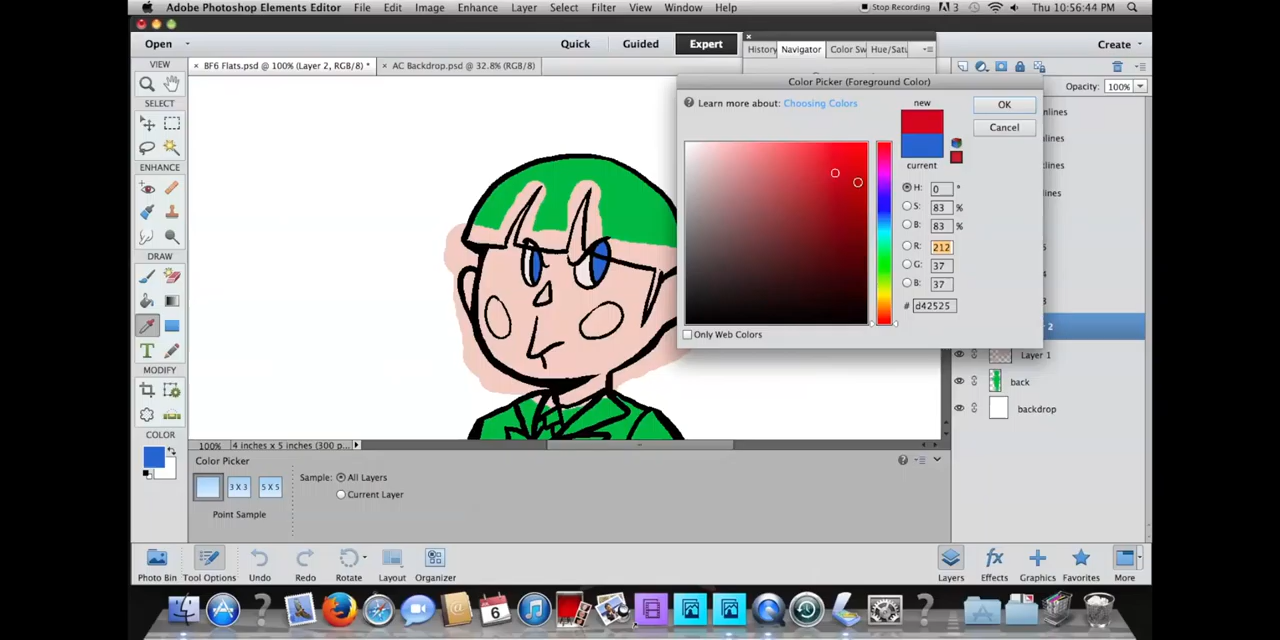 Adobe Photoshop Elements Editor File Edit Image Enhance Layer Select Filter View Window Help Stop Recording 3 Thu 10:56:44 PM
Open Quick Guided Expert History Navigator Color Sw Hue/Satu Create
VIEW × BF6 Flats.psd @ 100% (Layer 2, RGB/8) * × AC Backdrop.psd @ 32.8% (RGB/8)
Color Picker (Foreground Color)
Opacity: 100%
SELECT
Learn more about: Choosing Colors new OK
Cancel
current
ENHANCE
H: 0 °
S: 83 %
B: 83 %
R: 212
G: 37
B: 37
# d42525
Only Web Colors
DRAW
T
MODIFY
COLOR
2
Layer 1
back
backdrop
100% 4 inches x 5 inches (300 p
Color Picker
3 X 3 5 X 5
Point Sample
Sample: All Layers
Current Layer
Photo Bin Tool Options Undo Redo Rotate Layout Organizer Layers Effects Graphics Favorites More
6